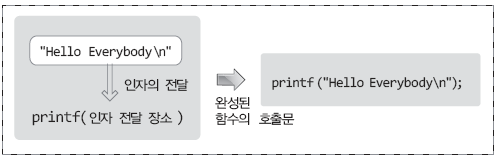 "Hello Everybody\n"
인자의 전달
printf(인자 전달 장소)
완성된
함수의 호출문
printf("Hello Everybody\n");